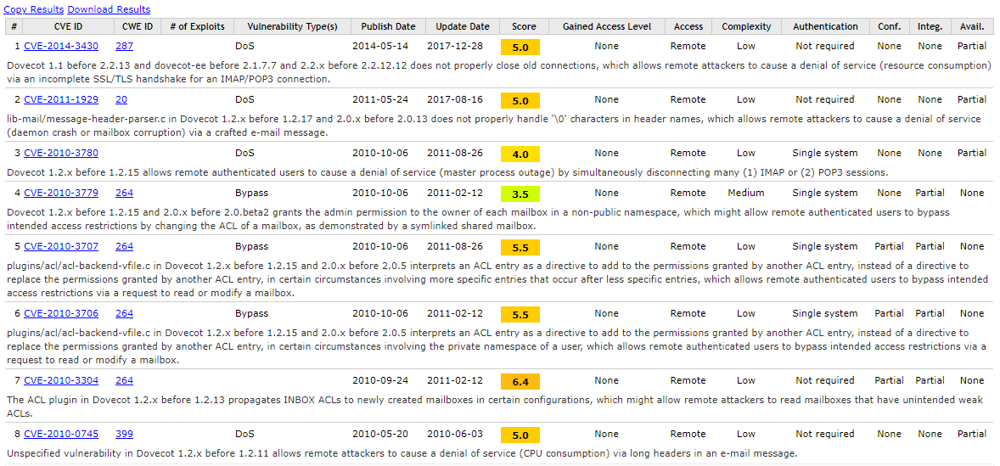 Copy Results Download Results
# CVE ID CWE ID # of Exploits Vulnerability Type(s) Publish Date Update Date Score Gained Access Level Access Complexity Authentication Conf. Integ. Avail.
1 CVE-2014-3430 287 DoS 2014-05-14 2017-12-28 5.0 None Remote Low Not required None None Partial
Dovecot 1.1 before 2.2.13 and dovecot-ee before 2.1.7.7 and 2.2.x before 2.2.12.12 does not properly close old connections, which allows remote attackers to cause a denial of service (resource consumption)
via an incomplete SSL/TLS handshake for an IMAP/POP3 connection.
2 CVE-2011-1929 20 DoS 2011-05-24 2017-08-16 5.0 None Remote Low Not required None None Partial
lib-mail/message-header-parser.c in Dovecot 1.2.x before 1.2.17 and 2.0.x before 2.0.13 does not properly handle '\0' characters in header names, which allows remote attackers to cause a denial of service
(daemon crash or mailbox corruption) via a crafted e-mail message.
3 CVE-2010-3780 DoS 2010-10-06 2011-08-26 4.0 None Remote Low Single system None None Partial
Dovecot 1.2.x before 1.2.15 allows remote authenticated users to cause a denial of service (master process outage) by simultaneously disconnecting many (1) IMAP or (2) POP3 sessions.
4 CVE-2010-3779 264 Bypass 2010-10-06 2011-02-12 3.5 None Remote Medium Single system None Partial None
Dovecot 1.2.x before 1.2.15 and 2.0.x before 2.0.beta2 grants the admin permission to the owner of each mailbox in a non-public namespace, which might allow remote authenticated users to bypass
intended access restrictions by changing the ACL of a mailbox, as demonstrated by a symlinked shared mailbox.
5 CVE-2010-3707 264 Bypass 2010-10-06 2011-08-26 5.5 None Remote Low Single system Partial Partial None
plugins/acl/acl-backend-vfile.c in Dovecot 1.2.x before 1.2.15 and 2.0.x before 2.0.5 interprets an ACL entry as a directive to add to the permissions granted by another ACL entry, instead of a directive to
replace the permissions granted by another ACL entry, in certain circumstances involving more specific entries that occur after less specific entries, which allows remote authenticated users to bypass intended
access restrictions via a request to read or modify a mailbox.
6 CVE-2010-3706 264 Bypass 2010-10-06 2011-02-12 5.5 None Remote Low Single system Partial Partial None
plugins/acl/acl-backend-vfile.c in Dovecot 1.2.x before 1.2.15 and 2.0.x before 2.0.5 interprets an ACL entry as a directive to add to the permissions granted by another ACL entry, instead of a directive to
replace the permissions granted by another ACL entry, in certain circumstances involving the private namespace of a user, which allows remote authenticated users to bypass intended access restrictions via a
request to read or modify a mailbox.
7 CVE-2010-3304 264 2010-09-24 2011-02-12 6.4 None Remote Low Not required Partial Partial None
The ACL plugin in Dovecot 1.2.x before 1.2.13 propagates INBOX ACLs to newly created mailboxes in certain configurations, which might allow remote attackers to read mailboxes that have unintended weak
ACLs.
8 CVE-2010-0745 399 DoS 2010-05-20 2010-06-03 5.0 None Remote Low Not required None None Partial
Unspecified vulnerability in Dovecot 1.2.x before 1.2.11 allows remote attackers to cause a denial of service (CPU consumption) via long headers in an e-mail message.